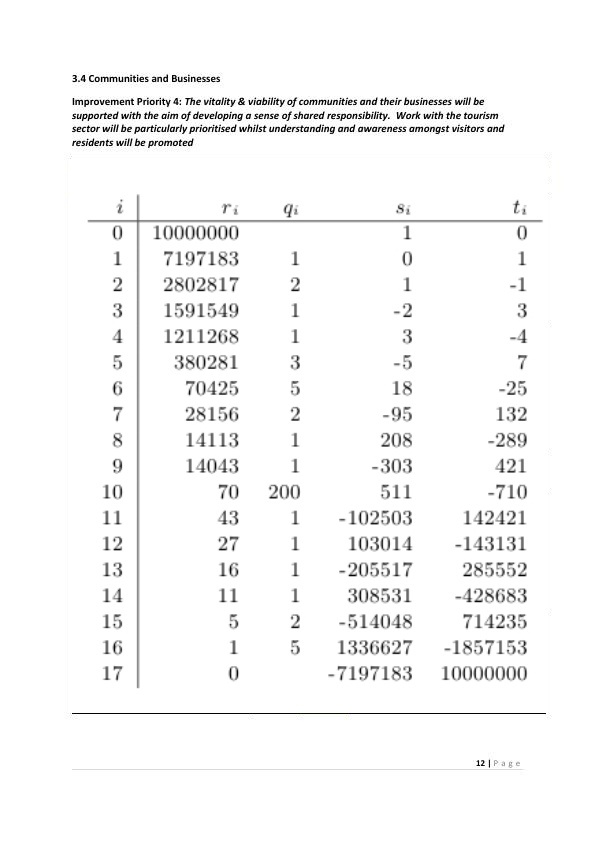 3.4 Communities and Businesses
Improvement Priority 4: The vitality & viability of communities and their businesses will be
supported with the aim of developing a sense of shared responsibility. Work with the tourism
sector will be particularly prioritised whilst understanding and awareness amongst visitors and
residents will be promoted
i r_i q_i s_i t_i
0 10000000 1 0
1 7197183 1 0 1
2 2802817 2 1 -1
3 1591549 1 -2 3
4 1211268 1 3 -4
5 380281 3 -5 7
6 70425 5 18 -25
7 28156 2 -95 132
8 14113 1 208 -289
9 14043 1 -303 421
10 70 200 511 -710
11 43 1 -102503 142421
12 27 1 103014 -143131
13 16 1 -205517 285552
14 11 1 308531 -428683
15 5 2 -514048 714235
16 1 5 1336627 -1857153
17 0 -7197183 10000000
12 | Page